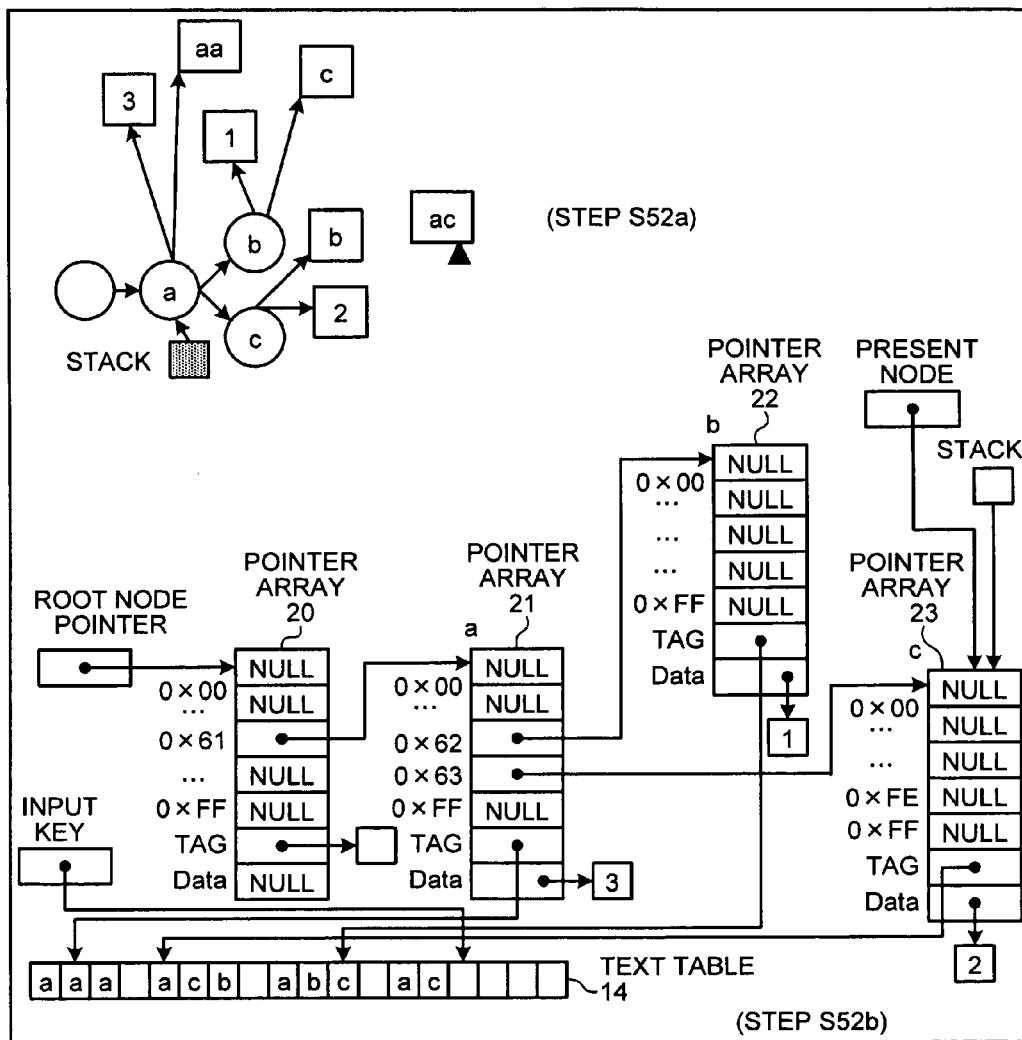 aa
c
3
1
b
b
ac
(STEP S52a)
a
c
2
STACK
POINTER ARRAY
22
PRESENT NODE
b
STACK
NULL
0×00
NULL
...
NULL
...
NULL
...
0×FF
NULL
TAG
Data
1
POINTER ARRAY
23
c
NULL
0×00
NULL
...
NULL
...
0×FE
NULL
0×FF
NULL
TAG
Data
2
ROOT NODE POINTER
POINTER ARRAY
20
NULL
0×00
NULL
...
0×61
NULL
...
0×FF
NULL
TAG
Data
NULL
POINTER ARRAY
21
a
NULL
0×00
NULL
...
0×62
0×63
0×FF
NULL
TAG
Data
3
INPUT KEY
a a a a c b a b c a c
TEXT TABLE
14
(STEP S52b)